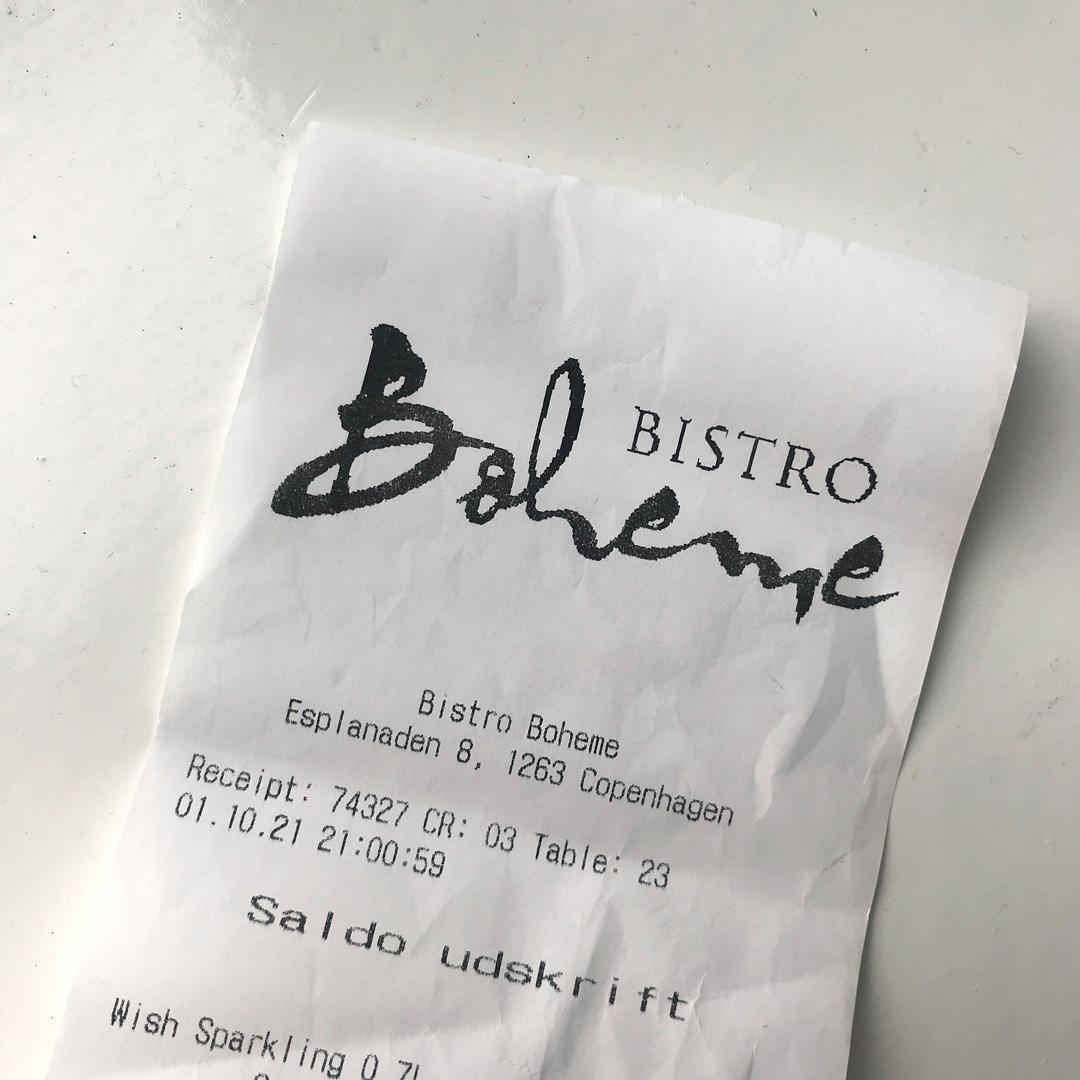 BISTRO
Boheme
Bistro Boheme
Esplanaden 8, 1263 Copenhagen
Receipt: 74327 CR: 03 Table: 23
01.10.21 21:00:59
Saldo udskrift
Wish Sparkling 0